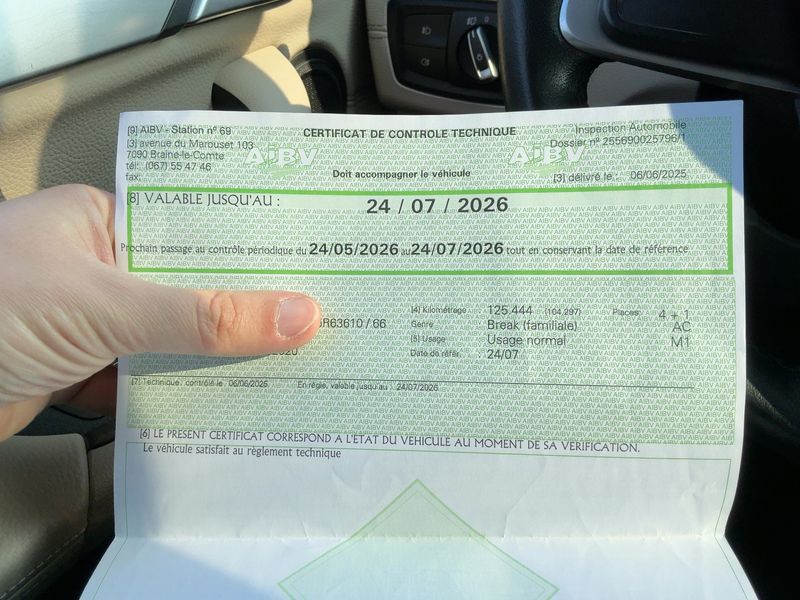 [9] AIBV - Station n° 69
CERTIFICAT DE CONTROLE TECHNIQUE
Inspection Automobile
[3] avenue du Marouset 103
Dossier n° 255690025796/1
7090 Braine-le-Comte
AiBV
AiBV
tél: (067) 55 47 46
Doit accompagner le véhicule
[3] délivré le : 06/06/2025
fax:
[8] VALABLE JUSQU'AU : 24 / 07 / 2026
Prochain passage au contrôle périodique du 24/05/2026 au 24/07/2026 tout en conservant la date de référence
R63610 / 66
[4] Kilométrage 125.444 (104.297) Places 4 + 1
Genre Break (familiale) AC
[5] Usage Usage normal M1
Date de référ. 24/07
2020
[7] Technique : contrôlé le 06/06/2025 En règle, valable jusqu'au : 24/07/2026
[6] LE PRESENT CERTIFICAT CORRESPOND A L'ETAT DU VEHICULE AU MOMENT DE SA VERIFICATION.
Le véhicule satisfait au règlement technique